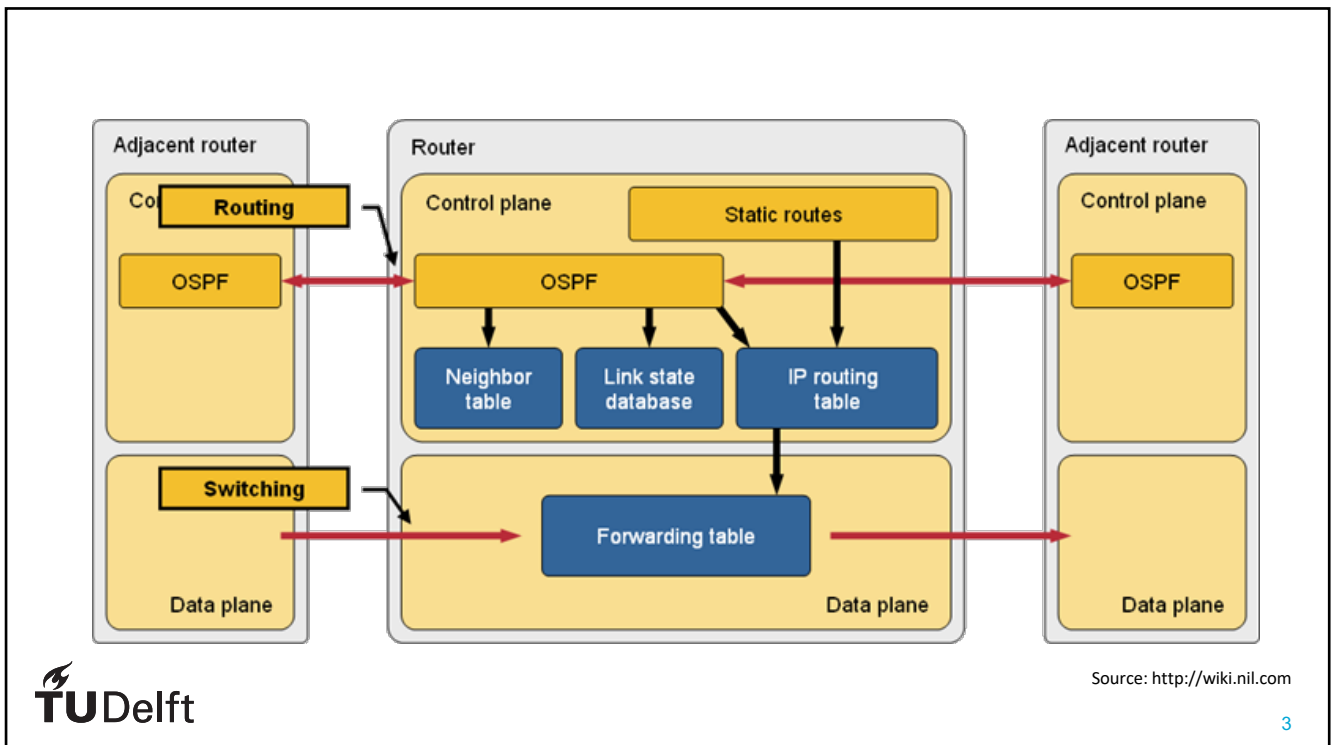 Adjacent router
Router
Adjacent router
Routing
Control plane
Static routes
Control plane
OSPF
OSPF
OSPF
Neighbor
table
Link state
database
IP routing
table
Switching
Forwarding table
Data plane
Data plane
Data plane
Source: http://wiki.nil.com
TUDelft
3